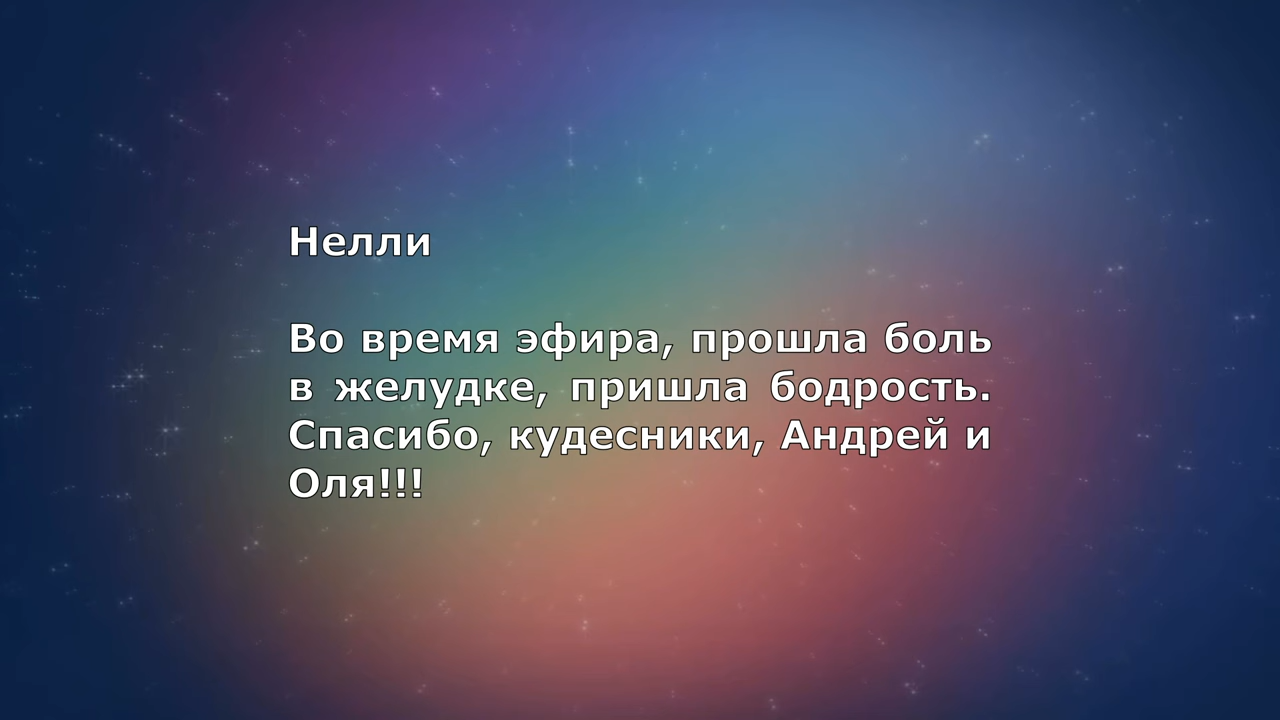 Нелли
Во время эфира, прошла боль
в желудке, пришла бодрость.
Спасибо, кудесники, Андрей и
Оля!!!